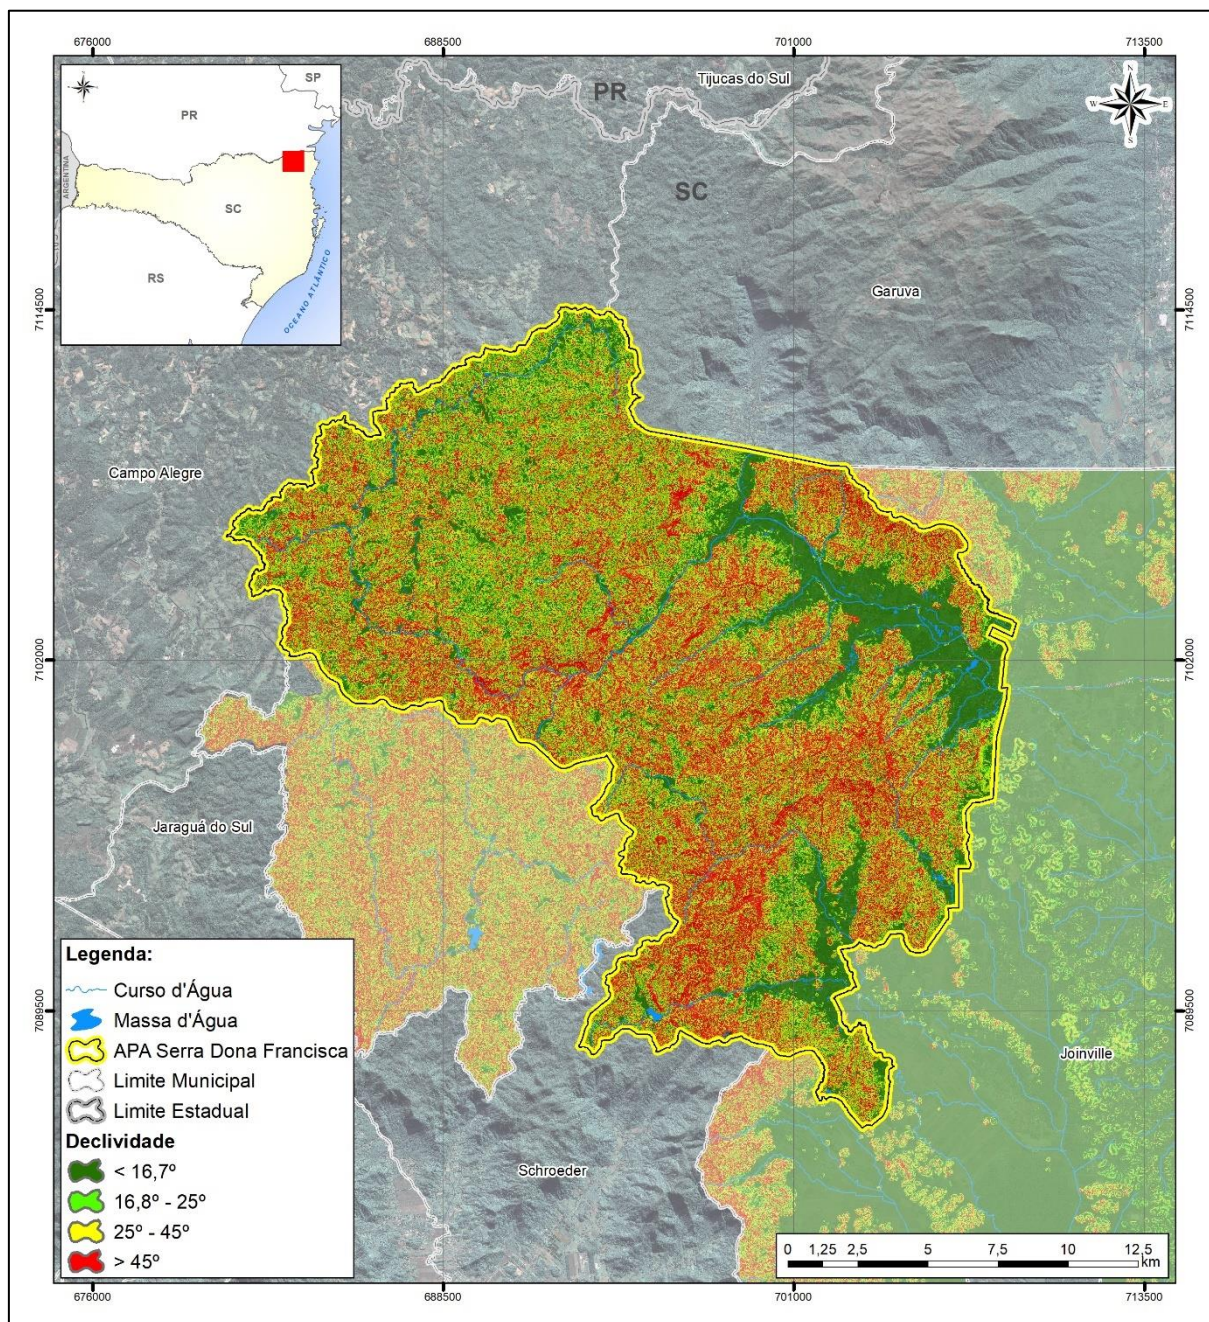 676000
688500
701000
713500
SP
PR
ARGENTINA
SC
RS
OCEANO ATLÂNTICO
Tijucas do Sul
PR
N
W
E
S
SC
Garuva
7114500
7114500
Campo Alegre
7102000
7102000
Jaraguá do Sul
7089500
7089500
Joinville
Schroeder
Legenda:
Curso d'Água
Massa d'Água
APA Serra Dona Francisca
Limite Municipal
Limite Estadual
Declividade
< 16,7º
16,8º - 25º
25º - 45º
> 45º
0 1,25 2,5 5 7,5 10 12,5
km
676000
688500
701000
713500